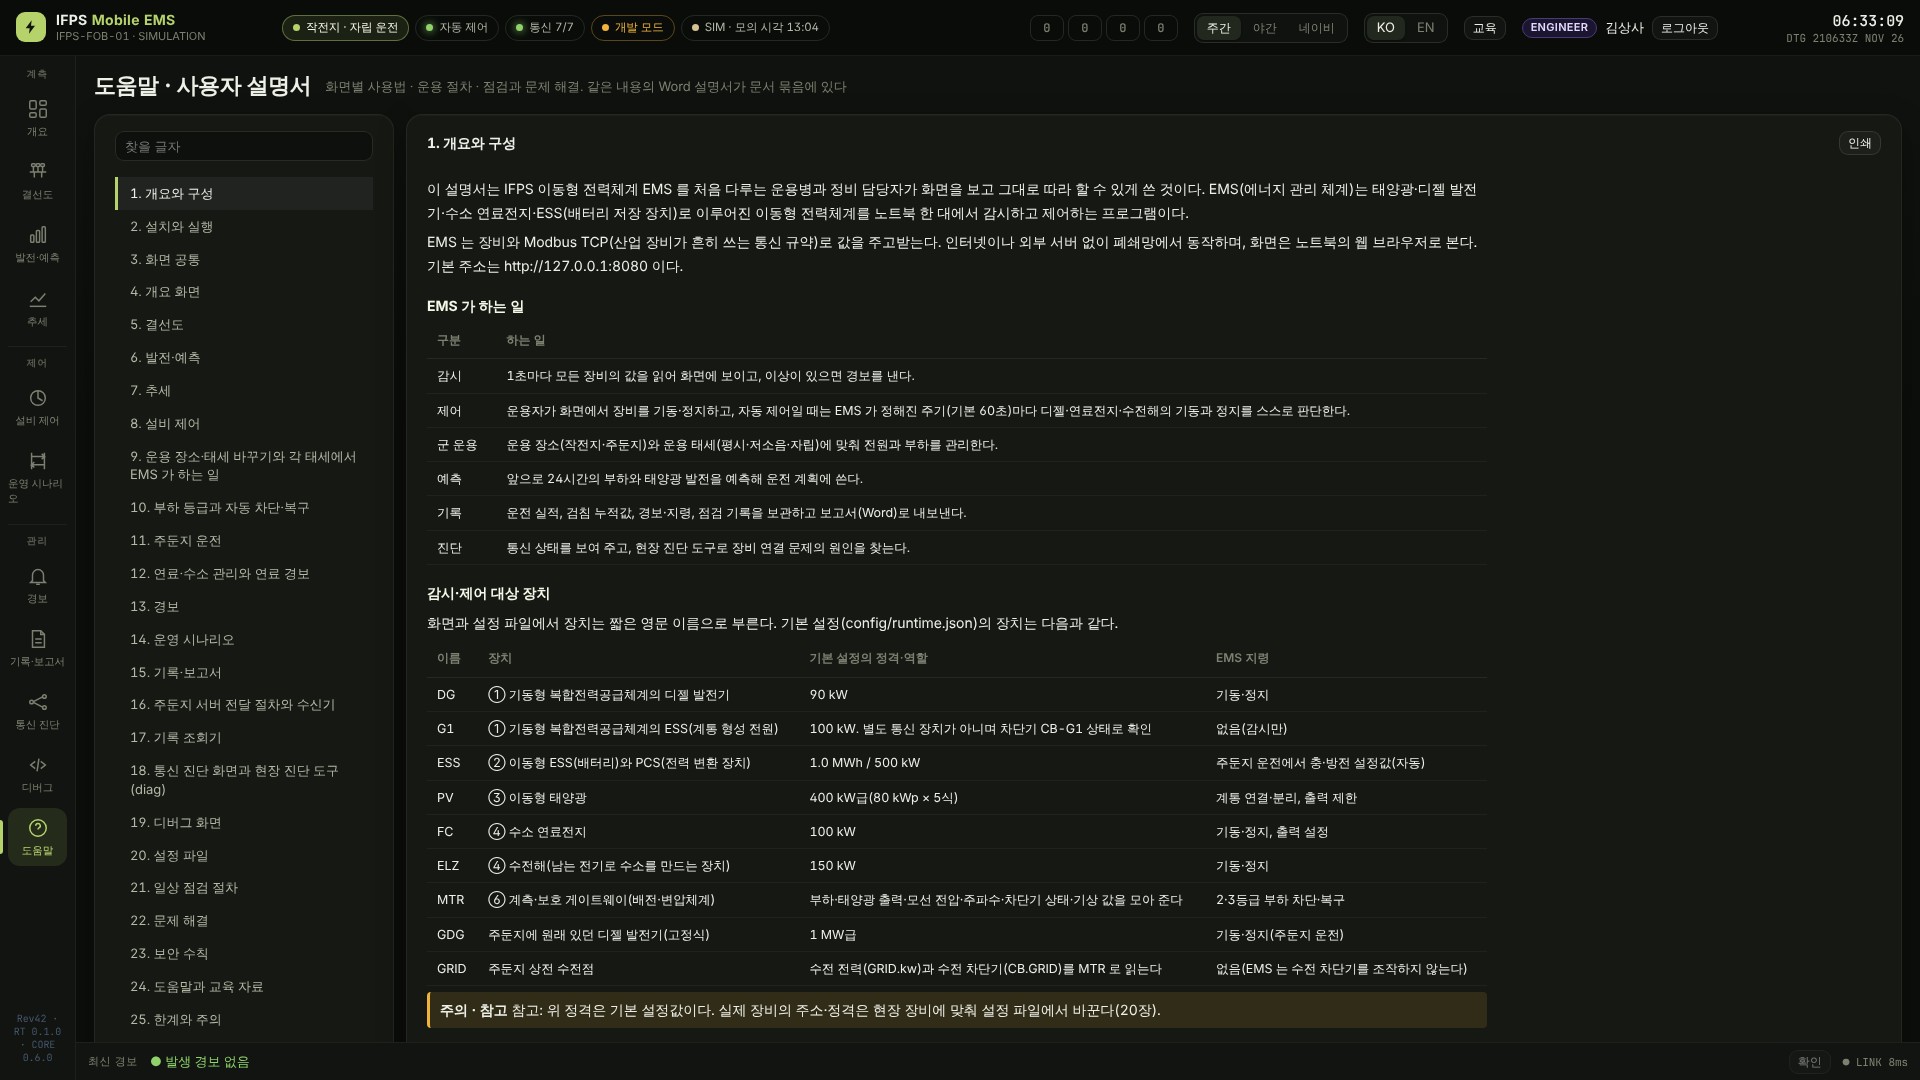 IFPS Mobile EMS
IFPS-FOB-01 · SIMULATION
작전지 · 자립 운전
자동 제어
통신 7/7
개발 모드
SIM · 모의 시각 13:04
0 0 0 0
주간 야간 네이비
KO EN
교육
ENGINEER 김상사 로그아웃
06:33:09
DTG 210633Z NOV 26
계측
개요
결선도
발전·예측
추세
제어
설비 제어
운영 시나리
오
관리
경보
기록·보고서
통신 진단
디버그
도움말
Rev42 ·
RT 0.1.0
· CORE
0.6.0
도움말 · 사용자 설명서
화면별 사용법 · 운용 절차 · 점검과 문제 해결. 같은 내용의 Word 설명서가 문서 묶음에 있다
찾을 글자
1. 개요와 구성
2. 설치와 실행
3. 화면 공통
4. 개요 화면
5. 결선도
6. 발전·예측
7. 추세
8. 설비 제어
9. 운용 장소·태세 바꾸기와 각 태세에서
EMS 가 하는 일
10. 부하 등급과 자동 차단·복구
11. 주둔지 운전
12. 연료·수소 관리와 연료 경보
13. 경보
14. 운영 시나리오
15. 기록·보고서
16. 주둔지 서버 전달 절차와 수신기
17. 기록 조회기
18. 통신 진단 화면과 현장 진단 도구
(diag)
19. 디버그 화면
20. 설정 파일
21. 일상 점검 절차
22. 문제 해결
23. 보안 수칙
24. 도움말과 교육 자료
25. 한계와 주의
1. 개요와 구성
인쇄
이 설명서는 IFPS 이동형 전력체계 EMS 를 처음 다루는 운용병과 정비 담당자가 화면을 보고 그대로 따라 할 수 있게 쓴 것이다. EMS(에너지 관리 체계)는 태양광·디젤 발전
기·수소 연료전지·ESS(배터리 저장 장치)로 이루어진 이동형 전력체계를 노트북 한 대에서 감시하고 제어하는 프로그램이다.
EMS 는 장비와 Modbus TCP(산업 장비가 흔히 쓰는 통신 규약)로 값을 주고받는다. 인터넷이나 외부 서버 없이 폐쇄망에서 동작하며, 화면은 노트북의 웹 브라우저로 본다.
기본 주소는 http://127.0.0.1:8080 이다.
EMS 가 하는 일
구분 하는 일
감시 1초마다 모든 장비의 값을 읽어 화면에 보이고, 이상이 있으면 경보를 낸다.
제어 운용자가 화면에서 장비를 기동·정지하고, 자동 제어일 때는 EMS 가 정해진 주기(기본 60초)마다 디젤·연료전지·수전해의 기동과 정지를 스스로 판단한다.
군 운용 운용 장소(작전지·주둔지)와 운용 태세(평시·저소음·자립)에 맞춰 전원과 부하를 관리한다.
예측 앞으로 24시간의 부하와 태양광 발전을 예측해 운전 계획에 쓴다.
기록 운전 실적, 검침 누적값, 경보·지령, 점검 기록을 보관하고 보고서(Word)로 내보낸다.
진단 통신 상태를 보여 주고, 현장 진단 도구로 장비 연결 문제의 원인을 찾는다.
감시·제어 대상 장치
화면과 설정 파일에서 장치는 짧은 영문 이름으로 부른다. 기본 설정(config/runtime.json)의 장치는 다음과 같다.
이름 장치 기본 설정의 정격·역할 EMS 지령
DG ① 기동형 복합전력공급체계의 디젤 발전기 90 kW 기동·정지
G1 ① 기동형 복합전력공급체계의 ESS(계통 형성 전원) 100 kW. 별도 통신 장치가 아니며 차단기 CB-G1 상태로 확인 없음(감시만)
ESS ② 이동형 ESS(배터리)와 PCS(전력 변환 장치) 1.0 MWh / 500 kW 주둔지 운전에서 충·방전 설정값(자동)
PV ③ 이동형 태양광 400 kW급(80 kWp × 5식) 계통 연결·분리, 출력 제한
FC ④ 수소 연료전지 100 kW 기동·정지, 출력 설정
ELZ ④ 수전해(남는 전기로 수소를 만드는 장치) 150 kW 기동·정지
MTR ⑥ 계측·보호 게이트웨이(배전·변압체계) 부하·태양광 출력·모선 전압·주파수·차단기 상태·기상 값을 모아 준다 2·3등급 부하 차단·복구
GDG 주둔지에 원래 있던 디젤 발전기(고정식) 1 MW급 기동·정지(주둔지 운전)
GRID 주둔지 상전 수전점 수전 전력(GRID.kw)과 수전 차단기(CB.GRID)를 MTR 로 읽는다 없음(EMS 는 수전 차단기를 조작하지 않는다)
주의 · 참고 참고: 위 정격은 기본 설정값이다. 실제 장비의 주소·정격은 현장 장비에 맞춰 설정 파일에서 바꾼다(20장).
최신 경보 발생 경보 없음
확인
LINK 8ms